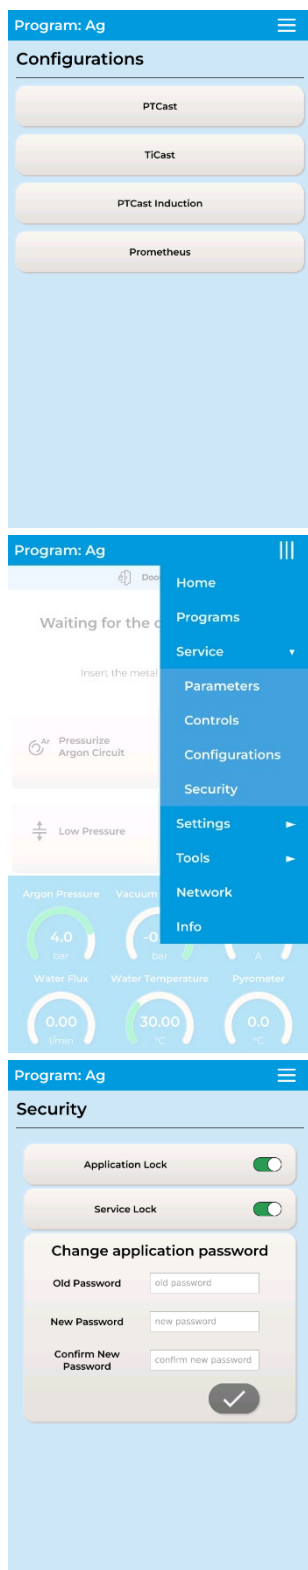 Program: Ag
Configurations
PTCast
TiCast
PTCast Induction
Prometheus
Program: Ag
Doo
Waiting for the c
Insert the metal
Pressurize
Argon Circuit
Ar
Low Pressure
Home
Programs
Service
Parameters
Controls
Configurations
Security
Settings
Tools
Network
Info
Argon Pressure
Vacuum
4.0
bar
-0
bar
A
Water Flux
Water Temperature
Pyrometer
0.00
l/min
30.00
°C
0.0
°C
Program: Ag
Security
Application Lock
Service Lock
Change application password
Old Password
old password
New Password
new password
Confirm New
Password
confirm new password